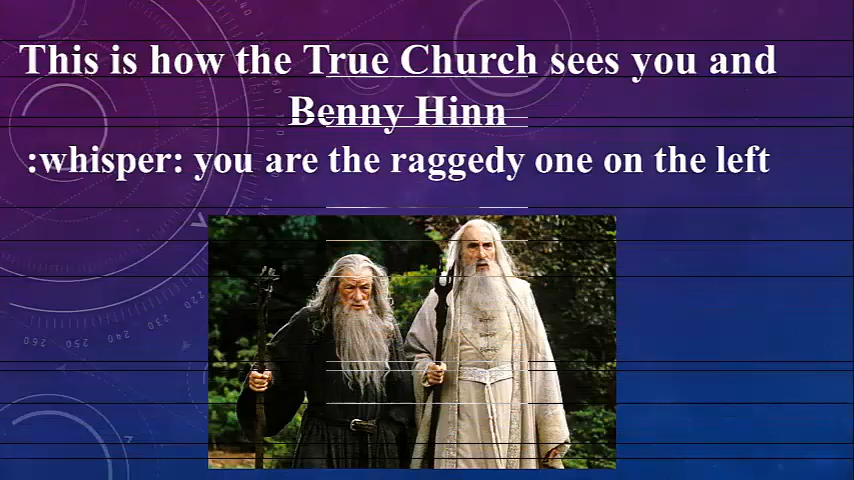 This is how the True Church sees you and
Benny Hinn
:whisper: you are the raggedy one on the left